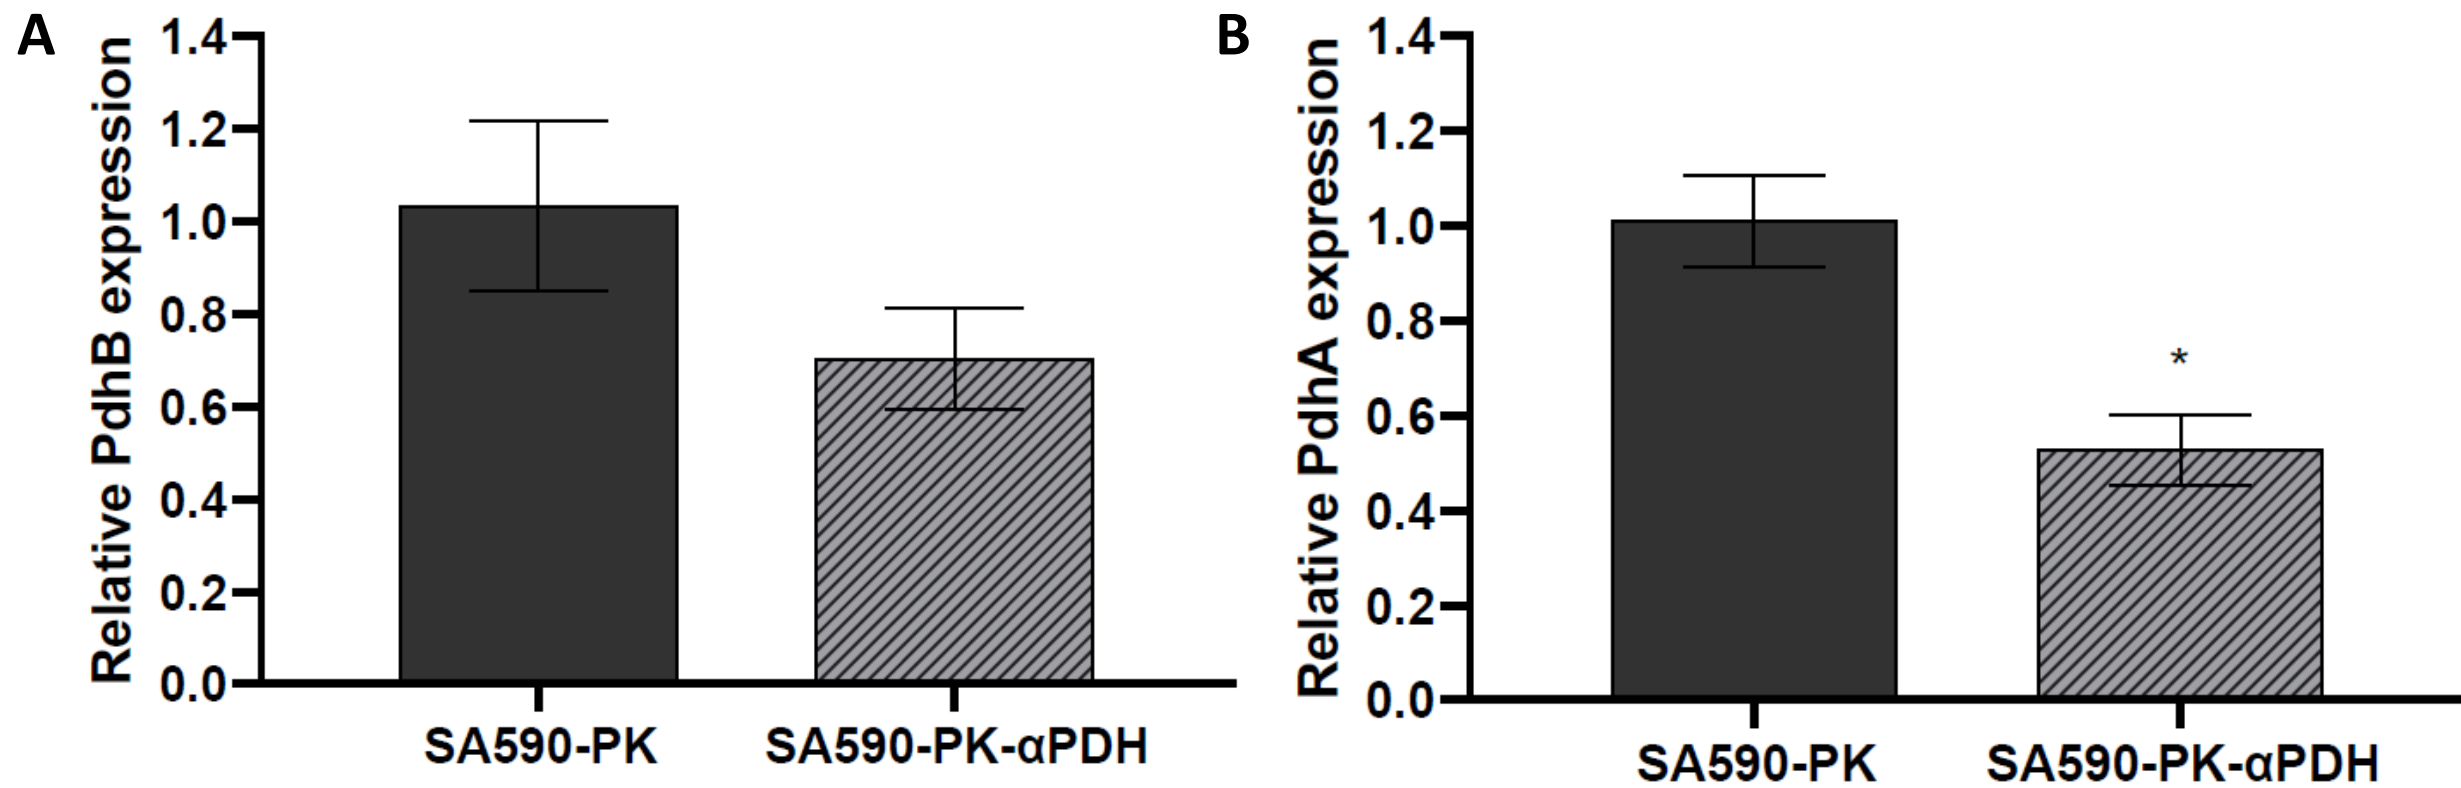 A
Relative PdhB expression
1.4
1.2
1.0
0.8
0.6
0.4
0.2
0.0
SA590-PK
SA590-PK-αPDH
B
Relative PdhA expression
1.4
1.2
1.0
0.8
0.6
0.4
0.2
0.0
*
SA590-PK
SA590-PK-αPDH